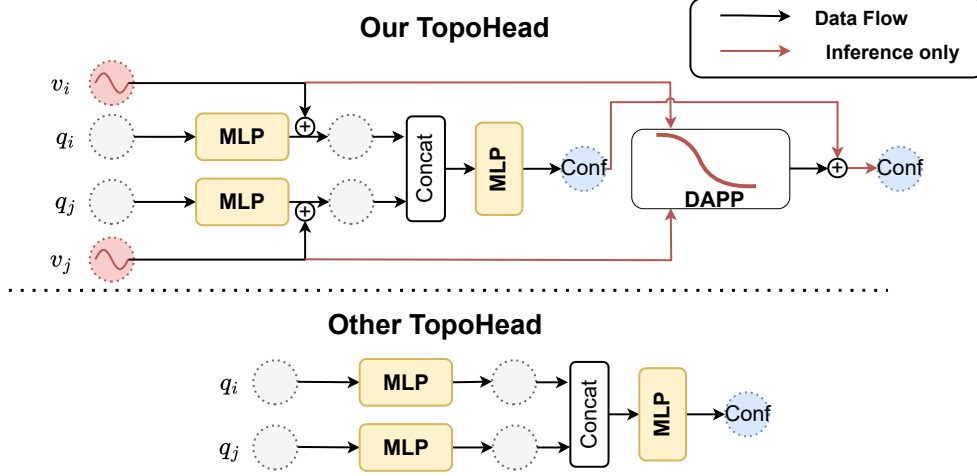 Our TopoHead
Data Flow
Inference only
v_i
q_i
MLP
Concat
MLP
Conf
DAPP
Conf
q_j
MLP
v_j
Other TopoHead
q_i
MLP
Concat
MLP
Conf
q_j
MLP